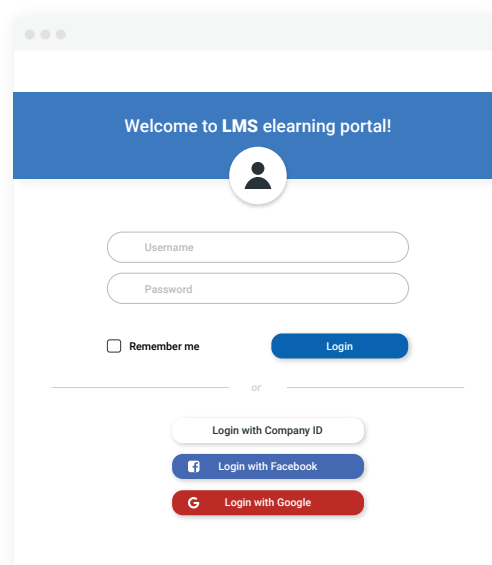 Welcome to LMS elearning portal!
Username
Password
Remember me
Login
or
Login with Company ID
Login with Facebook
Login with Google